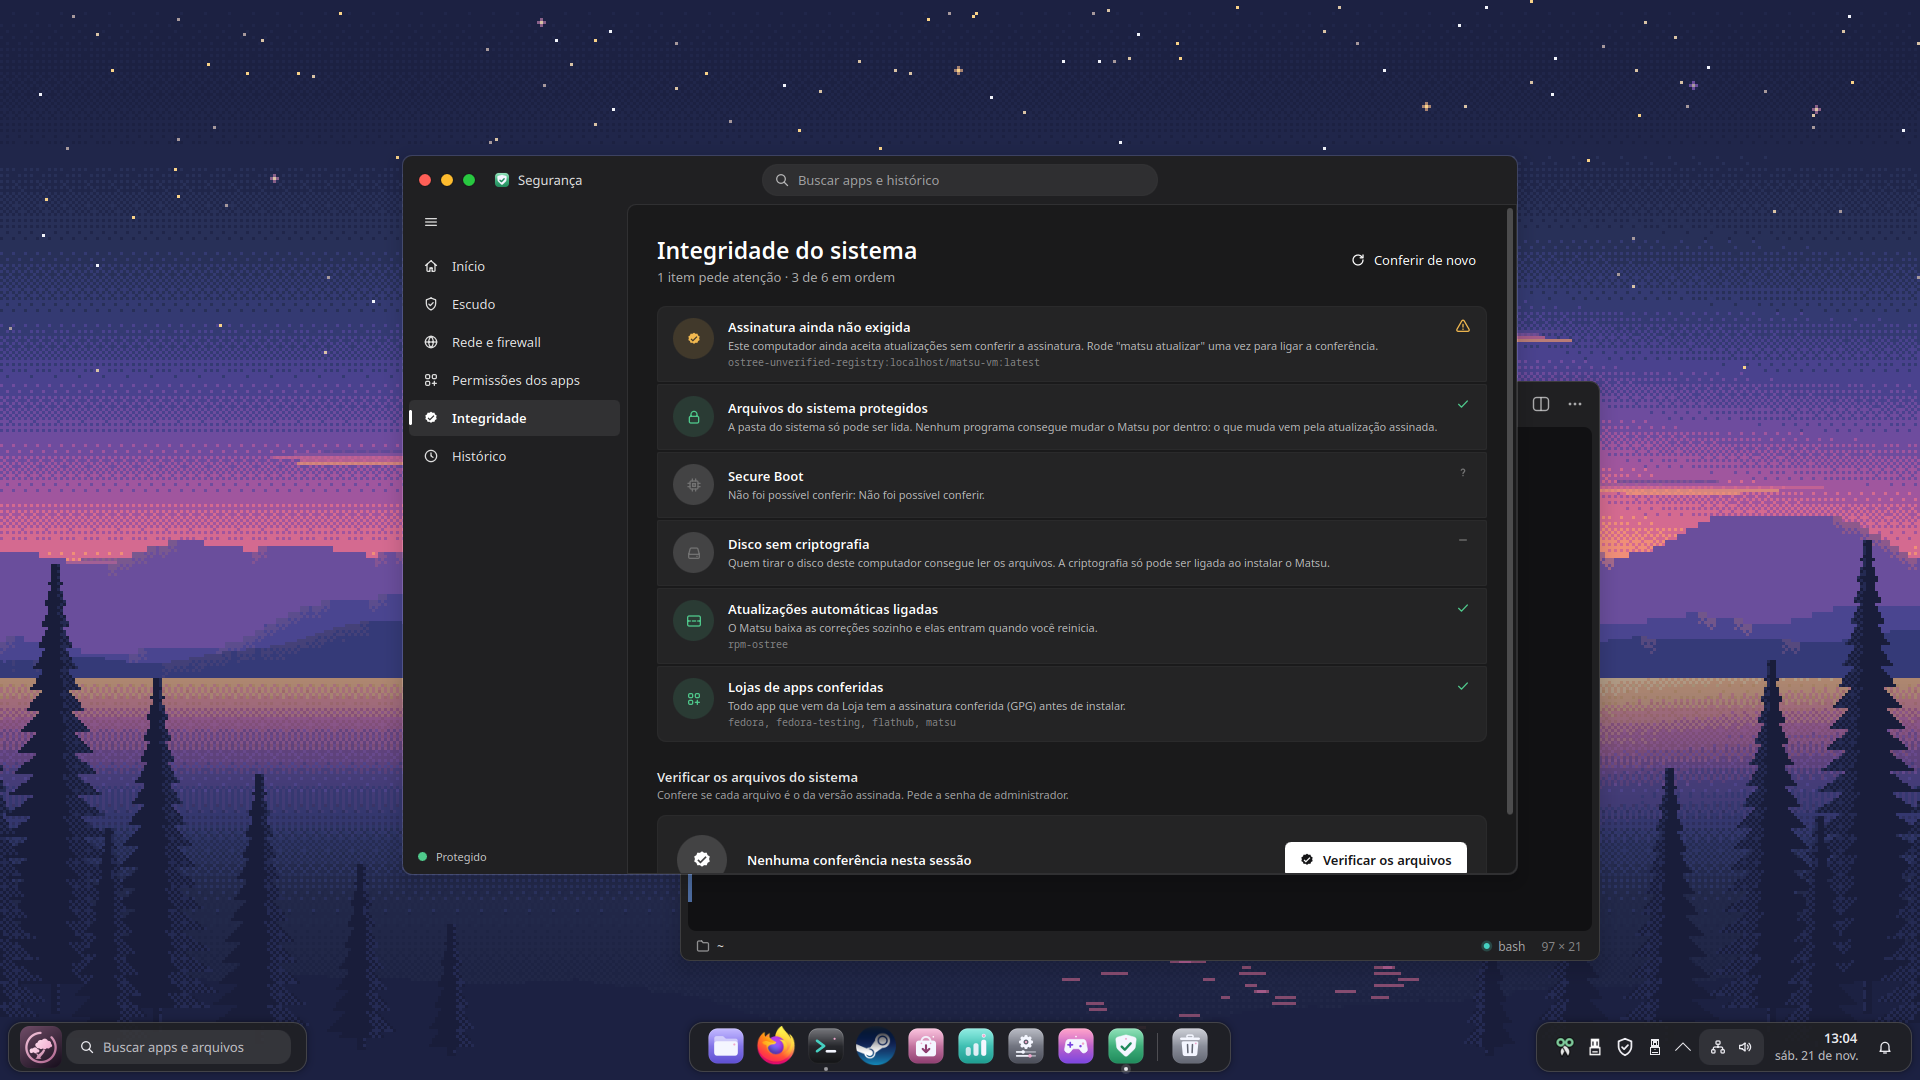 Segurança
Buscar apps e histórico
Início
Escudo
Rede e firewall
Permissões dos apps
Integridade
Histórico
Protegido
Integridade do sistema
1 item pede atenção · 3 de 6 em ordem
Conferir de novo
Assinatura ainda não exigida
Este computador ainda aceita atualizações sem conferir a assinatura. Rode "matsu atualizar" uma vez para ligar a conferência.
ostree-unverified-registry:localhost/matsu-vm:latest
Arquivos do sistema protegidos
A pasta do sistema só pode ser lida. Nenhum programa consegue mudar o Matsu por dentro: o que muda vem pela atualização assinada.
Secure Boot
Não foi possível conferir: Não foi possível conferir.
?
Disco sem criptografia
Quem tirar o disco deste computador consegue ler os arquivos. A criptografia só pode ser ligada ao instalar o Matsu.
Atualizações automáticas ligadas
O Matsu baixa as correções sozinho e elas entram quando você reinicia.
rpm-ostree
Lojas de apps conferidas
Todo app que vem da Loja tem a assinatura conferida (GPG) antes de instalar.
fedora, fedora-testing, flathub, matsu
Verificar os arquivos do sistema
Confere se cada arquivo é o da versão assinada. Pede a senha de administrador.
Nenhuma conferência nesta sessão
Verificar os arquivos
~
bash
97 × 21
Buscar apps e arquivos
13:04
sáb. 21 de nov.